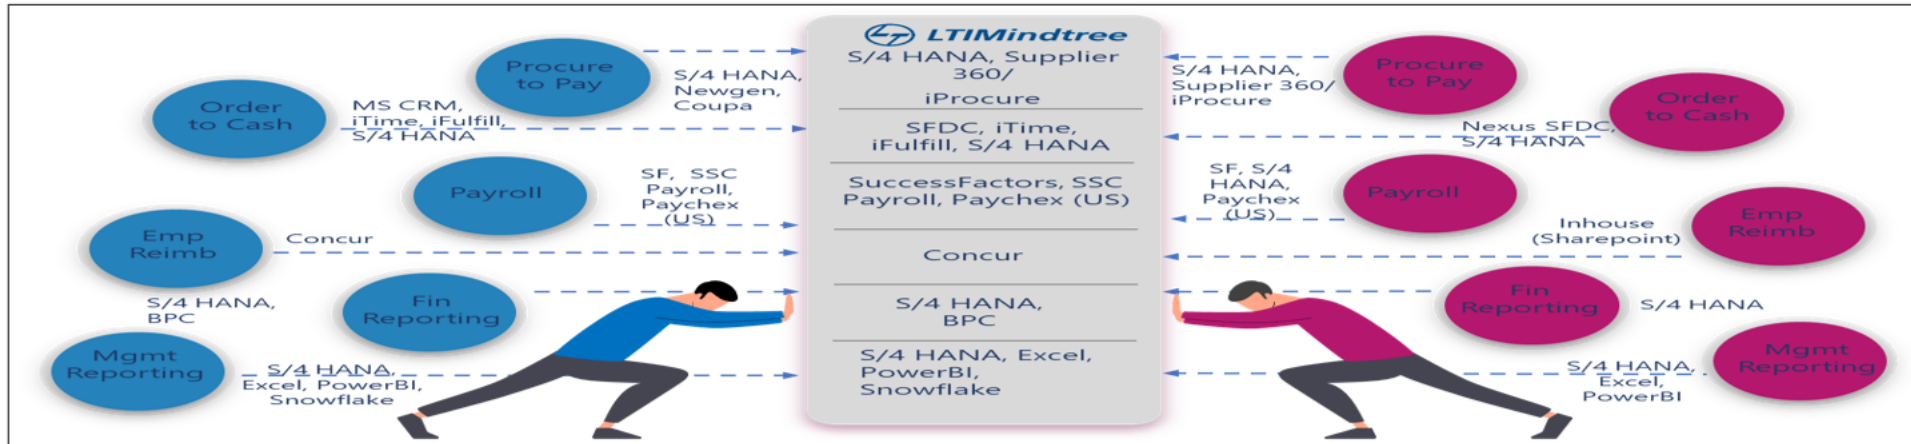 Order
to Cash
MS CRM,
iTime, iFulfill,
S/4 HANA
Procure
to Pay
S/4 HANA,
Newgen,
Coupa
Payroll
SF, SSC
Payroll,
Paychex
(US)
Emp
Reimb
Concur
S/4 HANA,
BPC
Fin
Reporting
Mgmt
Reporting
S/4 HANA,
Excel, PowerBI,
Snowflake
LT LTIMindtree
S/4 HANA, Supplier
360/
iProcure
SFDC, iTime,
iFulfill, S/4 HANA
SuccessFactors, SSC
Payroll, Paychex (US)
Concur
S/4 HANA,
BPC
S/4 HANA, Excel,
PowerBI,
Snowflake
S/4 HANA,
Supplier 360/
iProcure
Procure
to Pay
Nexus SFDC,
S/4 HANA
Order
to Cash
SF, S/4
HANA,
Paychex
(US)
Payroll
Inhouse
(Sharepoint)
Emp
Reimb
Fin
Reporting
S/4 HANA
S/4 HANA,
Excel,
PowerBI
Mgmt
Reporting